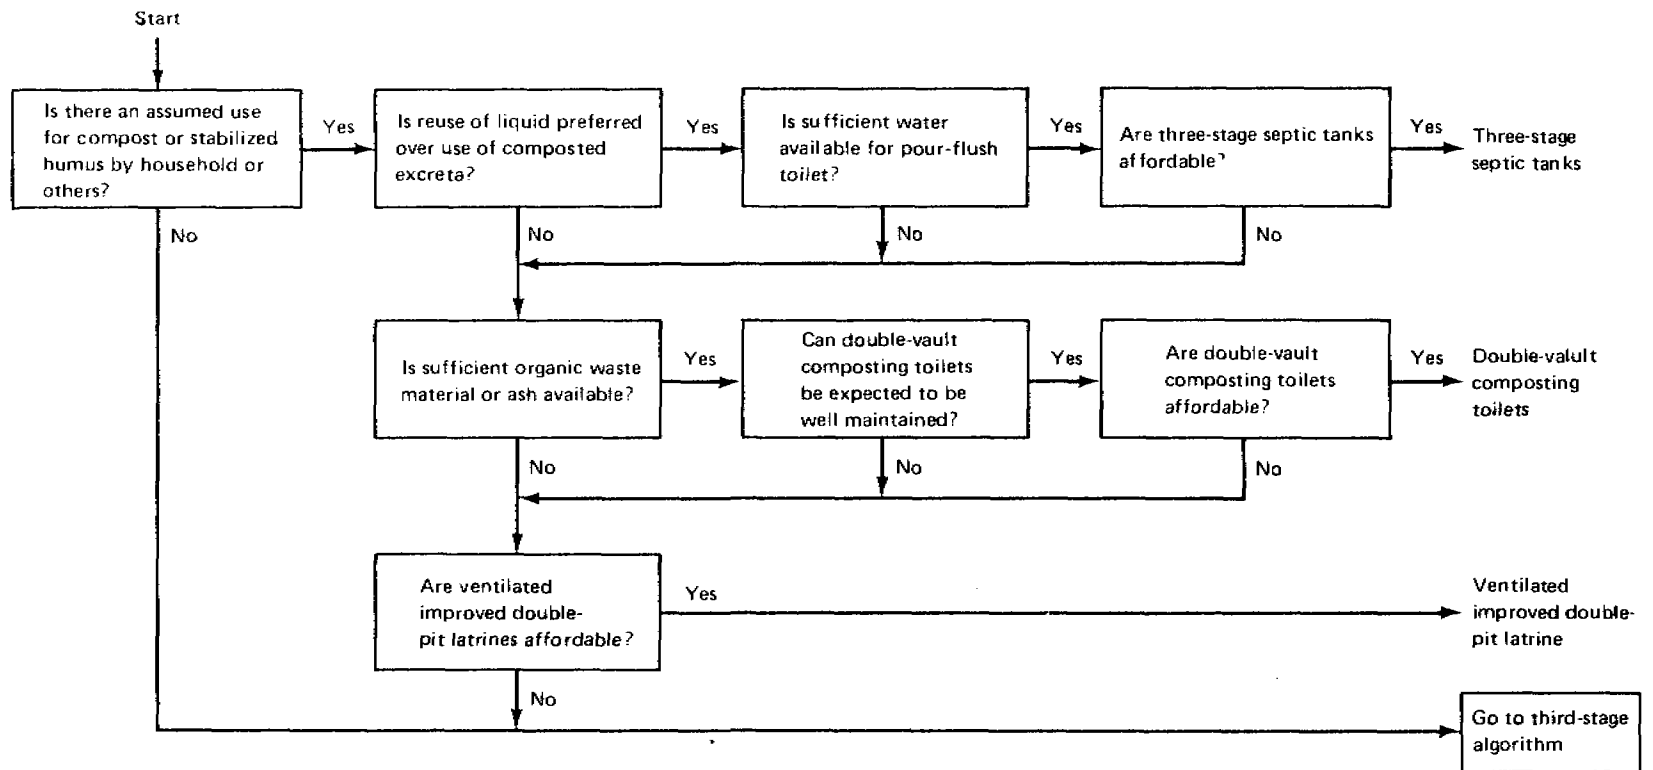 Start
Is there an assumed use
for compost or stabilized
humus by household or
others?
Yes
Is reuse of liquid preferred
over use of composted
excreta?
Yes
Is sufficient water
available for pour-flush
toilet?
Yes
Are three-stage septic tanks
affordable?
Yes
Three-stage
septic tanks
No
No
No
No
Is sufficient organic waste
material or ash available?
Yes
Can double-vault
composting toilets
be expected to be
well maintained?
Yes
Are double-vault
composting toilets
affordable?
Yes
Double-valult
composting
toilets
No
No
No
Are ventilated
improved double-
pit latrines affordable?
Yes
Ventilated
improved double-
pit latrine
No
Go to third-stage
algorithm